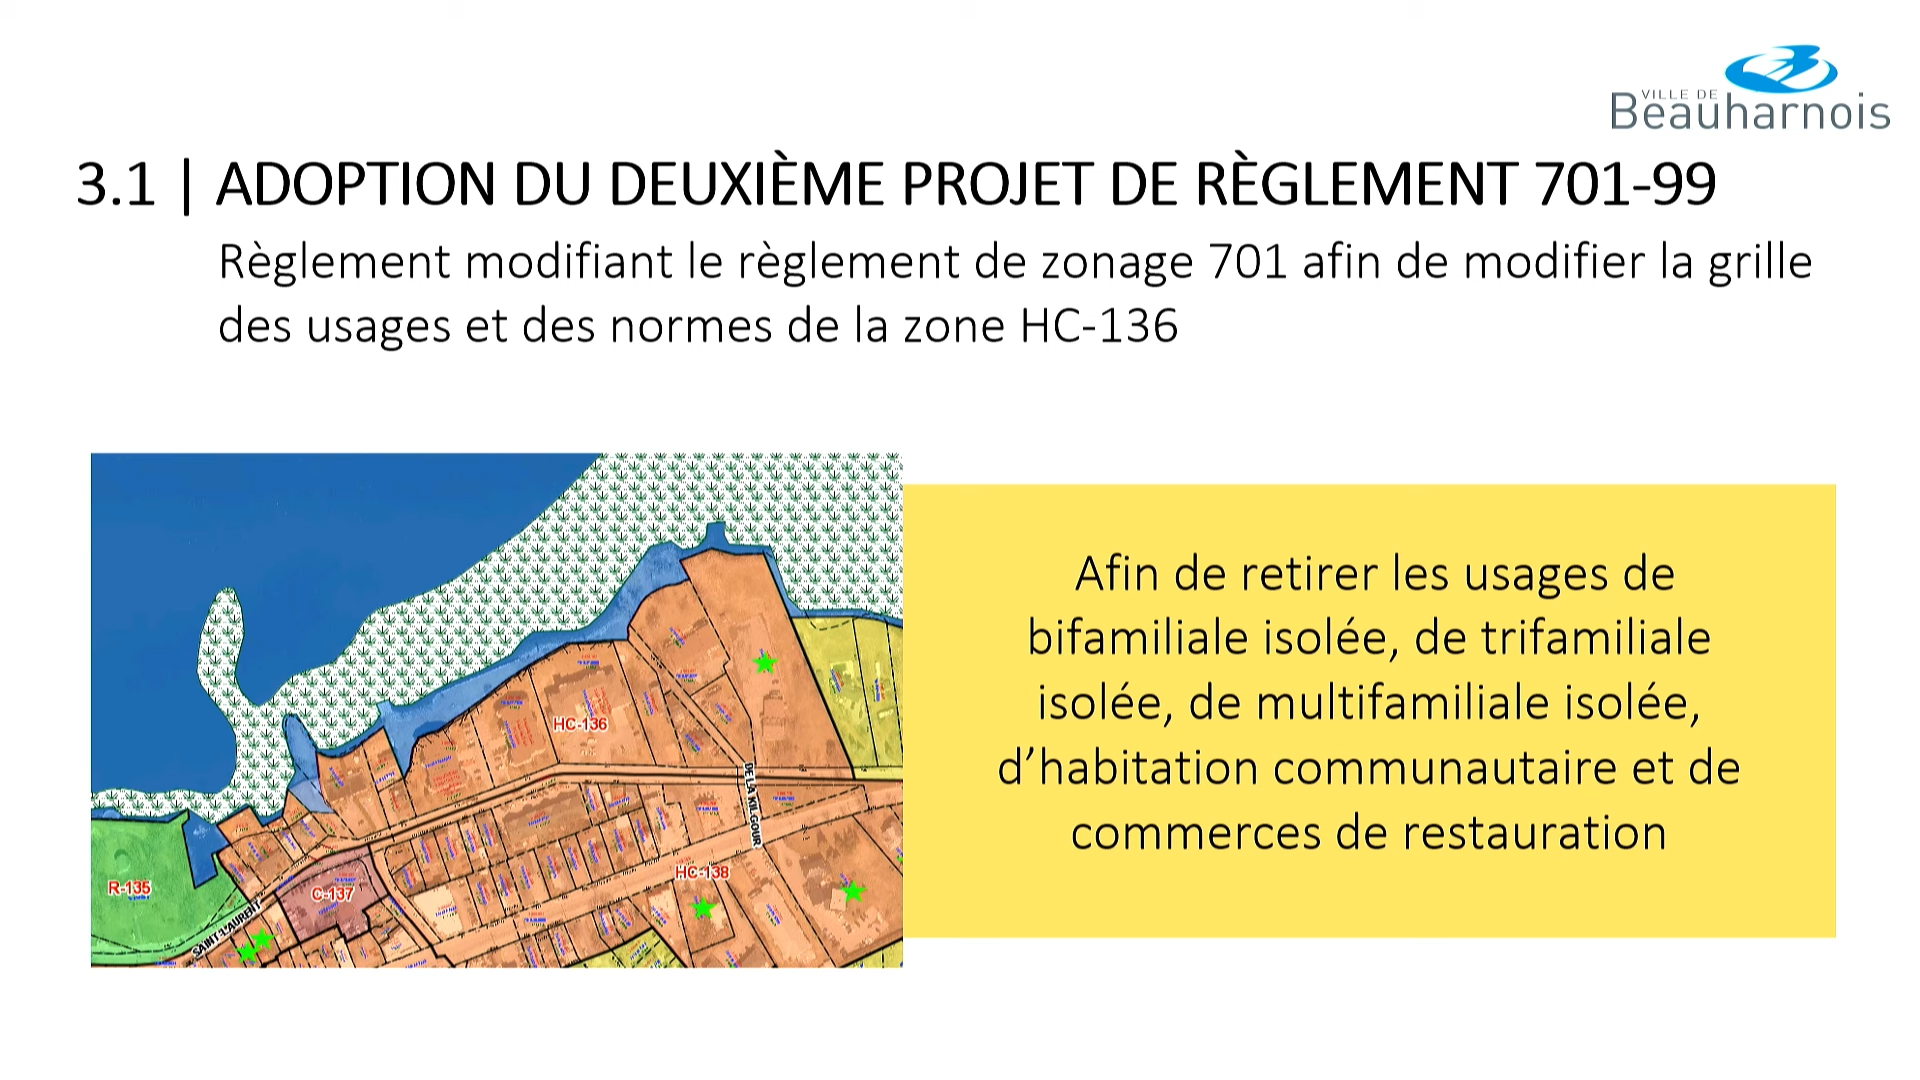 VILLE DE
Beauharnois
3.1 | ADOPTION DU DEUXIÈME PROJET DE RÈGLEMENT 701-99
Règlement modifiant le règlement de zonage 701 afin de modifier la grille
des usages et des normes de la zone HC-136
HC-136
DE LA KILGOUR
HC-138
R-135
C-137
SAINT-LAURENT
Afin de retirer les usages de
bifamiliale isolée, de trifamiliale
isolée, de multifamiliale isolée,
d’habitation communautaire et de
commerces de restauration